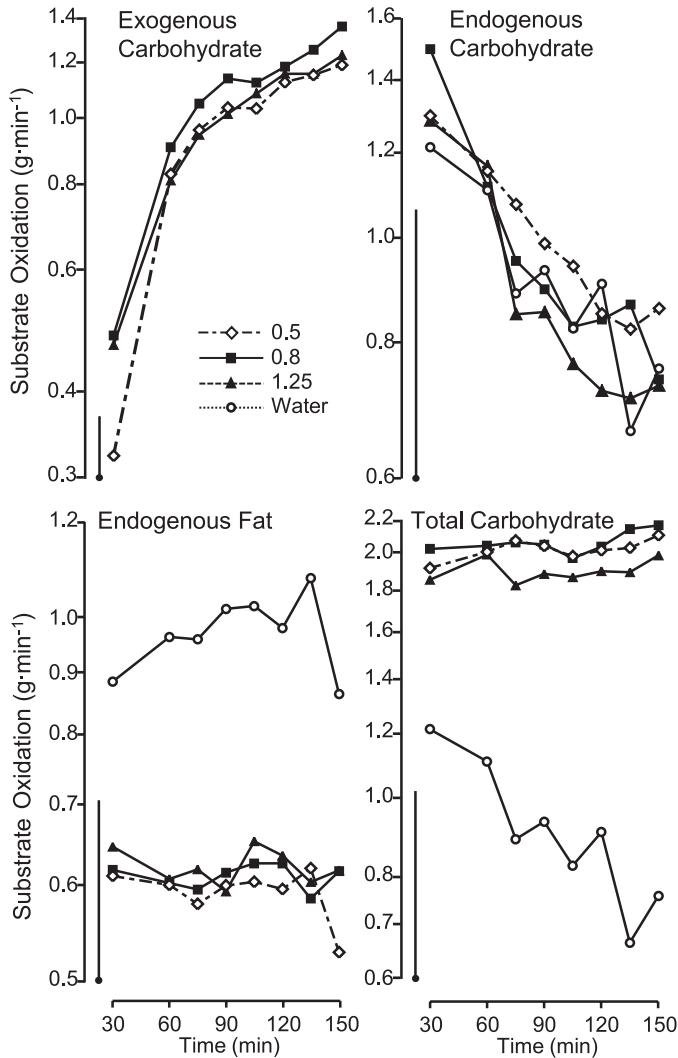 Exogenous
Carbohydrate
Substrate Oxidation (g·min⁻¹)
1.4
1.2
1.0
0.8
0.6
0.4
0.3
0.5
0.8
1.25
Water
Endogenous
Carbohydrate
1.6
1.4
1.2
1.0
0.8
0.6
Endogenous Fat
Substrate Oxidation (g·min⁻¹)
1.2
1.0
0.9
0.8
0.7
0.6
0.5
30 60 90 120 150
Time (min)
Total Carbohydrate
2.2
2.0
1.8
1.6
1.4
1.2
1.0
0.8
0.7
0.6
30 60 90 120 150
Time (min)